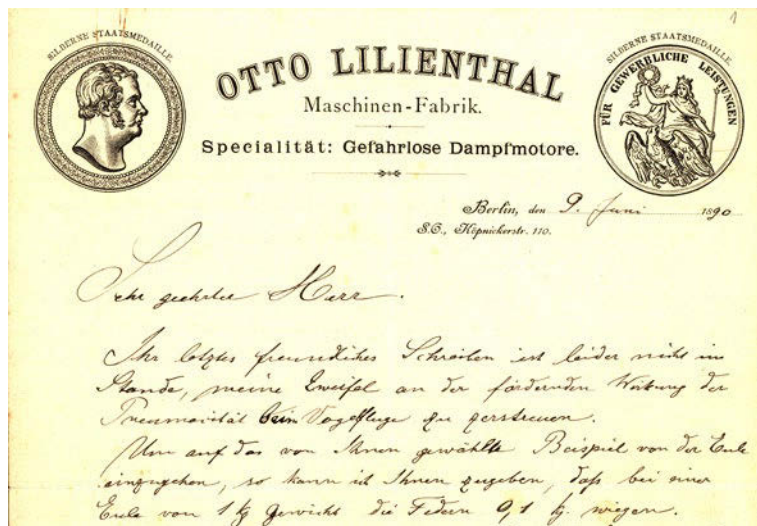 1
SILBERNE STAATSMEDAILLE.
SILBERNE STAATSMEDAILLE.
FÜR GEWERBLICHE LEISTUNGEN
OTTO LILIENTHAL
Maschinen-Fabrik.
Specialität: Gefahrlose Dampfmotore.
Berlin, den 9. Juni 1890
S.O., Köpnickerstr. 110.
Sehr geehrter Herr.
Ihr letztes freundliches Schreiben ist leider nicht im
Stande, meine Zweifel an der fördernden Wirkung der
Pneumacität beim Vogelfluge zu zerstreuen.
Um auf das von Ihnen gewählte Beispiel von der Eule
einzugehen, so kann ich Ihnen zugeben, daß bei einer
Eule von 1 kg Gewicht die Federn 0,1 kg. wiegen.